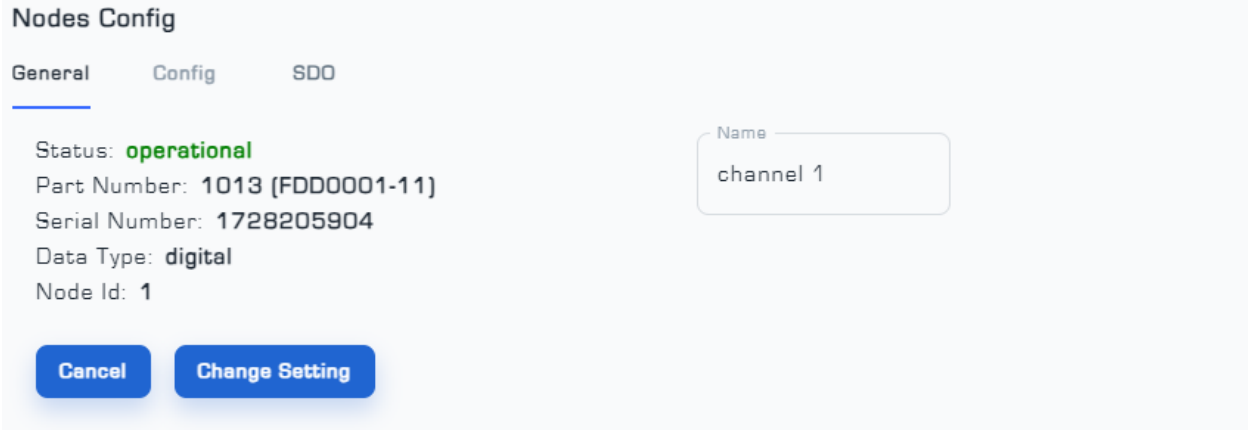 Nodes Config
General Config SDO
Status: operational
Part Number: 1013 (FDD0001-11)
Serial Number: 1728205904
Data Type: digital
Node Id: 1
Name
channel 1
Cancel Change Setting